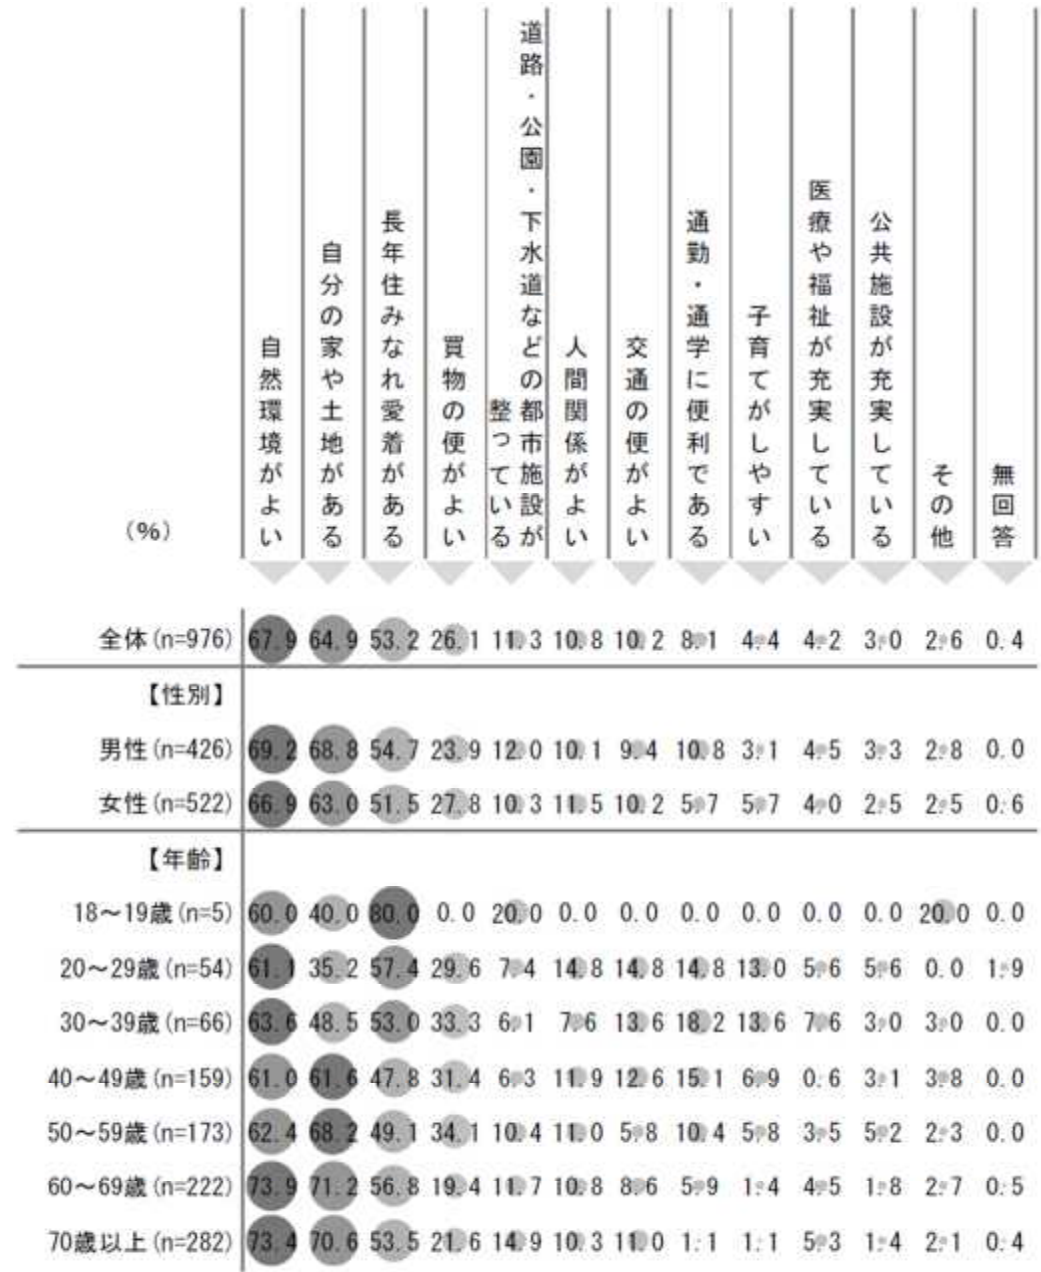 自然環境がよい
自分の家や土地がある
長年住みなれ愛着がある
買物の便がよい
道路・公園・下水道などの都市施設が
整っている
人間関係がよい
交通の便がよい
通勤・通学に便利である
子育てがしやすい
医療や福祉が充実している
公共施設が充実している
その他
無回答
(%)
全体(n=976) 67.9 64.9 53.2 26.1 11.3 10.8 10.2 8.1 4.4 4.2 3.0 2.6 0.4
【性別】
男性(n=426) 69.2 68.8 54.7 23.9 12.0 10.1 9.4 10.8 3.1 4.5 3.3 2.8 0.0
女性(n=522) 66.9 63.0 51.5 27.8 10.3 11.5 10.2 5.7 5.7 4.0 2.5 2.5 0.6
【年齢】
18～19歳(n=5) 60.0 40.0 80.0 0.0 20.0 0.0 0.0 0.0 0.0 0.0 0.0 20.0 0.0
20～29歳(n=54) 61.1 35.2 57.4 29.6 7.4 14.8 14.8 14.8 13.0 5.6 5.6 0.0 1.9
30～39歳(n=66) 63.6 48.5 53.0 33.3 6.1 7.6 13.6 18.2 13.6 7.6 3.0 3.0 0.0
40～49歳(n=159) 61.0 61.6 47.8 31.4 6.3 11.9 12.6 15.1 6.9 0.6 3.1 3.8 0.0
50～59歳(n=173) 62.4 68.2 49.1 34.1 10.4 11.0 5.8 10.4 5.8 3.5 5.2 2.3 0.0
60～69歳(n=222) 73.9 71.2 56.8 19.4 11.7 10.8 8.6 5.9 1.4 4.5 1.8 2.7 0.5
70歳以上(n=282) 73.4 70.6 53.5 21.6 14.9 10.3 11.0 1.1 1.1 5.3 1.4 2.1 0.4